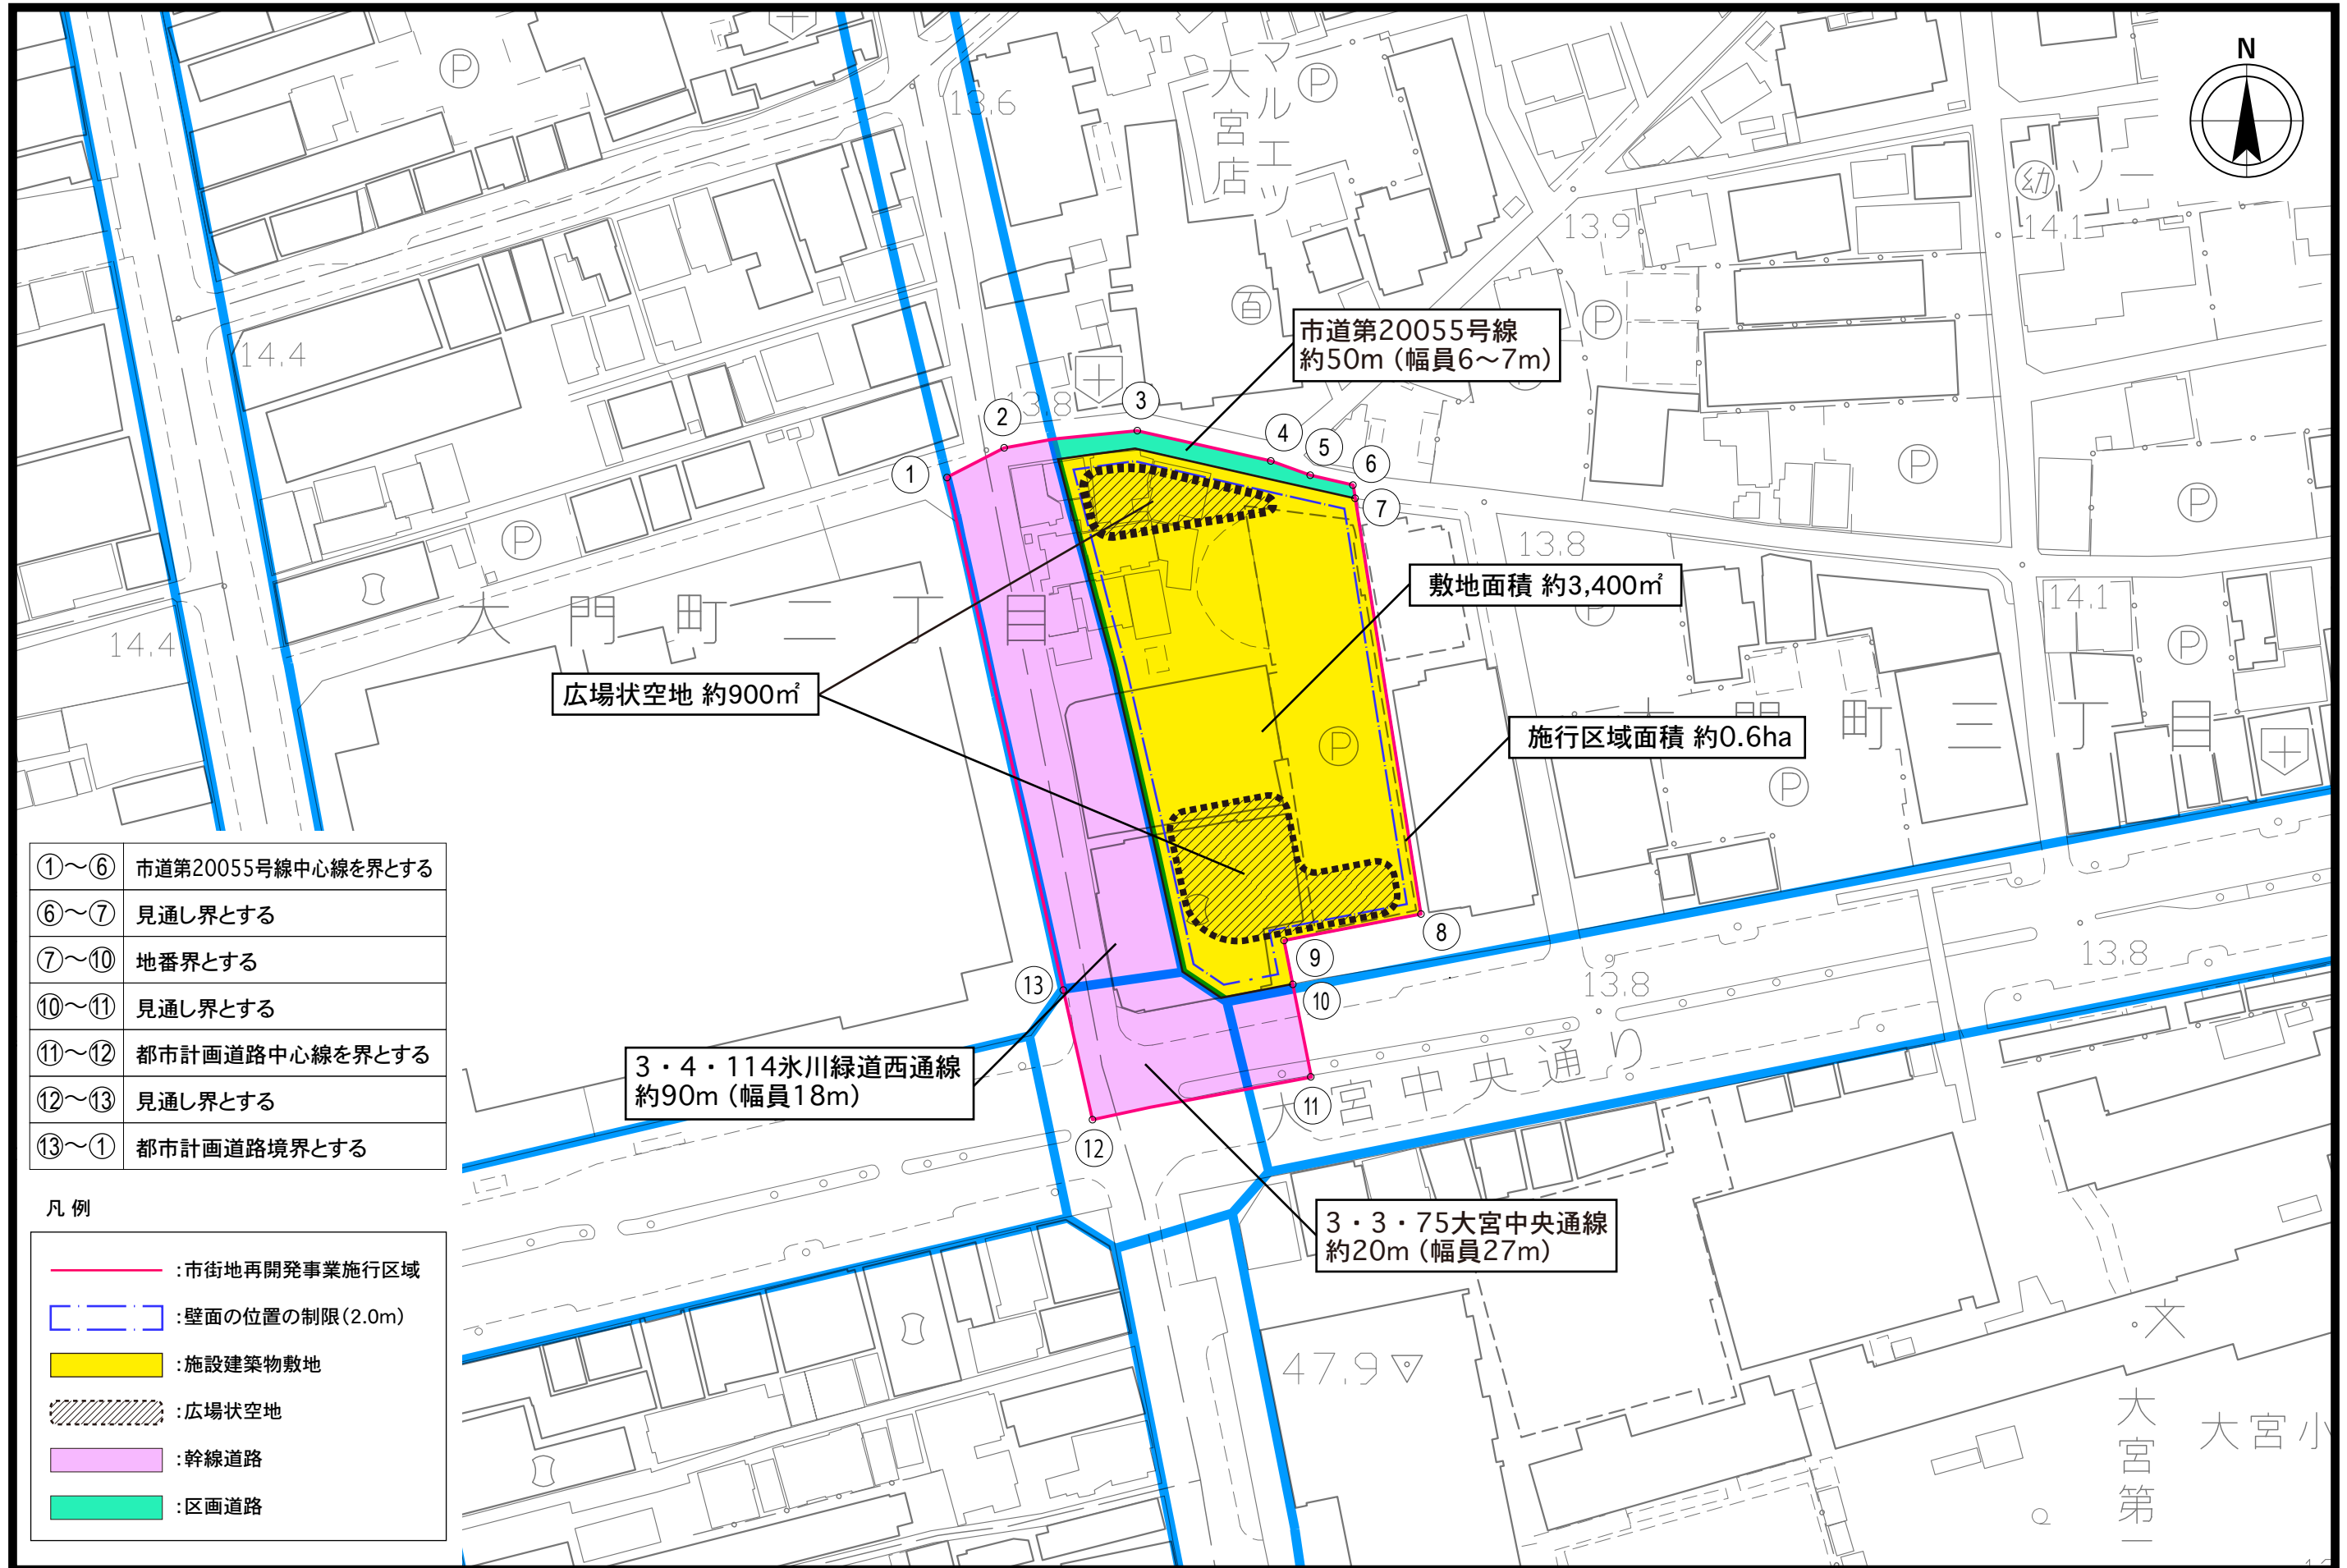 N
マルエツ
大宮店
P
P
13.6
幼
13.9
14.1
百
P
市道第20055号線
約50m (幅員6〜7m)
14.4
13.8
①
②
③
④
⑤
⑥
⑦
P
P
P
13.8
敷地面積 約3,400㎡
14.1
P
14.4
大門町二丁目
広場状空地 約900㎡
P
大門町三丁目
施行区域面積 約0.6ha
P
⑧
⑨
⑩
⑪
⑫
⑬
13.8
13.8
大宮中央通り
3・4・114氷川緑道西通線
約90m (幅員18m)
3・3・75大宮中央通線
約20m (幅員27m)
47.9
文
大宮小
大宮第一
①〜⑥ 市道第20055号線中心線を界とする
⑥〜⑦ 見通し界とする
⑦〜⑩ 地番界とする
⑩〜⑪ 見通し界とする
⑪〜⑫ 都市計画道路中心線を界とする
⑫〜⑬ 見通し界とする
⑬〜① 都市計画道路境界とする
凡 例
:市街地再開発事業施行区域
:壁面の位置の制限(2.0m)
:施設建築物敷地
:広場状空地
:幹線道路
:区画道路